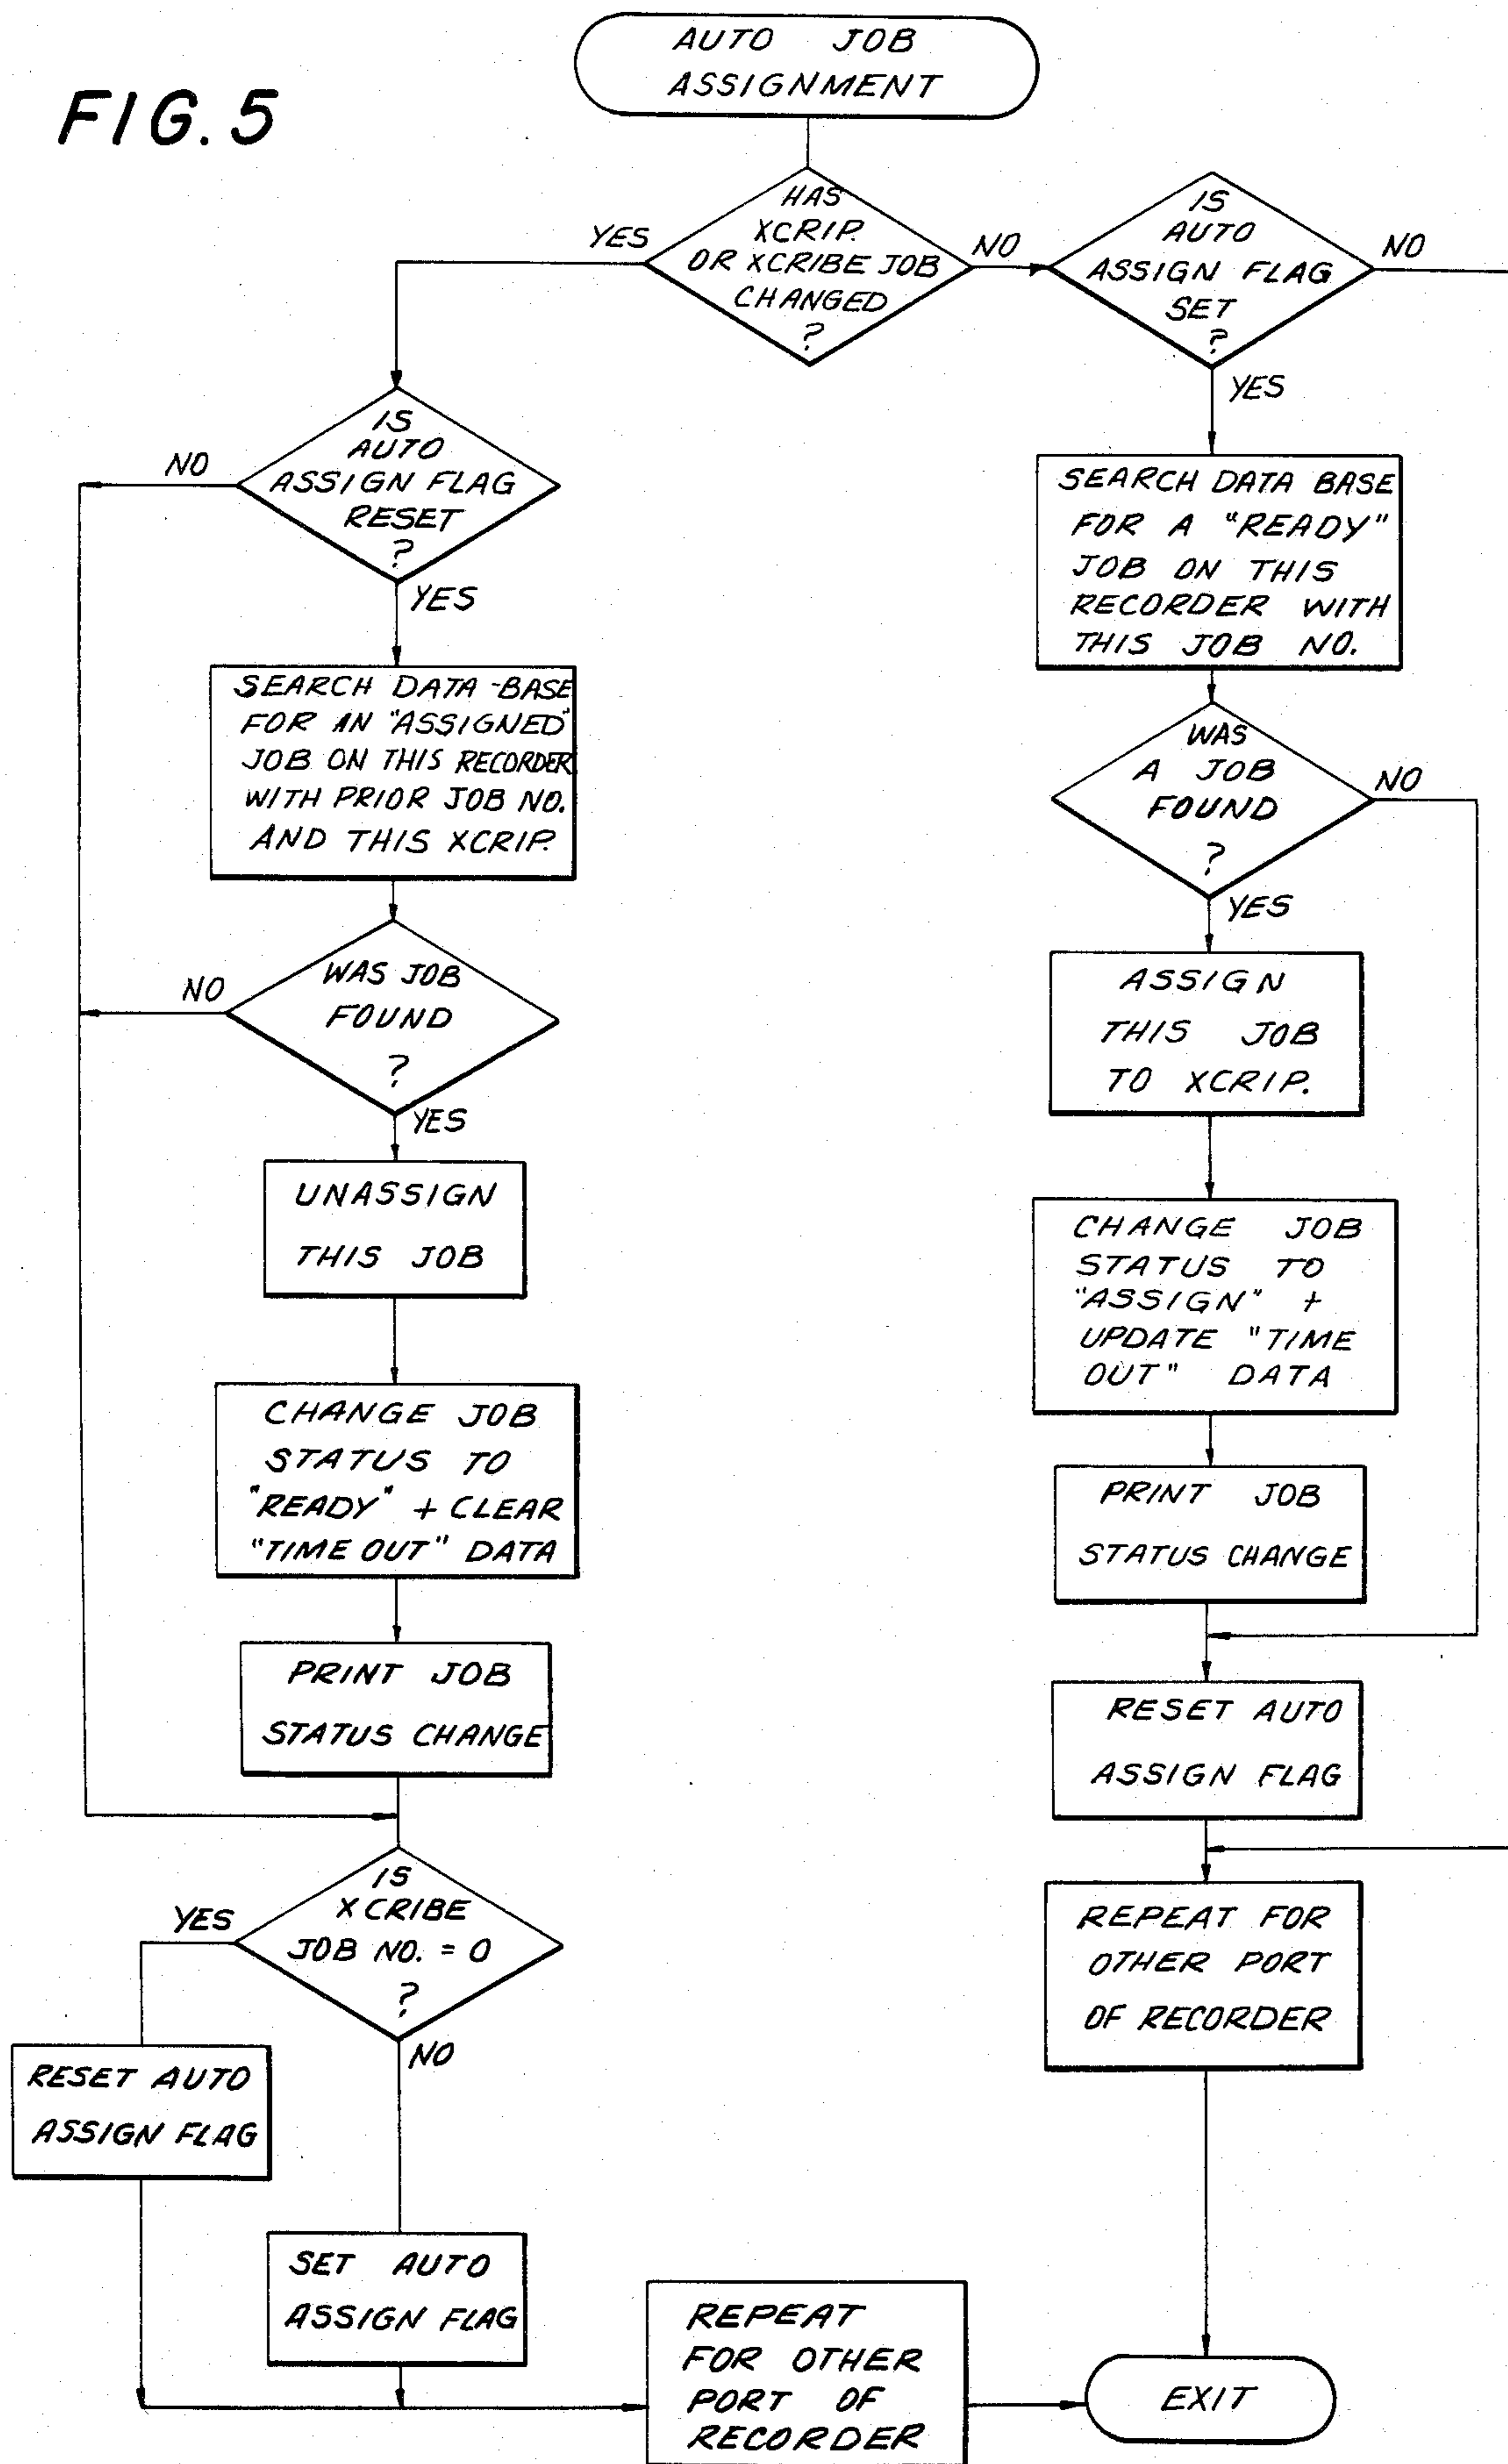 FIG. 5
AUTO JOB
ASSIGNMENT
HAS
XCRIP.
OR XCRIBE JOB
CHANGED
?
YES
NO
IS
AUTO
ASSIGN FLAG
SET
?
NO
YES
IS
AUTO
ASSIGN FLAG
RESET
?
NO
YES
SEARCH DATA-BASE
FOR AN "ASSIGNED"
JOB ON THIS RECORDER
WITH PRIOR JOB NO.
AND THIS XCRIP.
WAS JOB
FOUND
?
NO
YES
UNASSIGN
THIS JOB
CHANGE JOB
STATUS TO
"READY" + CLEAR
"TIME OUT" DATA
PRINT JOB
STATUS CHANGE
IS
XCRIBE
JOB NO. = 0
?
YES
NO
RESET AUTO
ASSIGN FLAG
SET AUTO
ASSIGN FLAG
REPEAT
FOR OTHER
PORT OF
RECORDER
SEARCH DATA BASE
FOR A "READY"
JOB ON THIS
RECORDER WITH
THIS JOB NO.
WAS
A JOB
FOUND
?
NO
YES
ASSIGN
THIS JOB
TO XCRIP.
CHANGE JOB
STATUS TO
"ASSIGN" +
UPDATE "TIME
OUT" DATA
PRINT JOB
STATUS CHANGE
RESET AUTO
ASSIGN FLAG
REPEAT FOR
OTHER PORT
OF RECORDER
EXIT